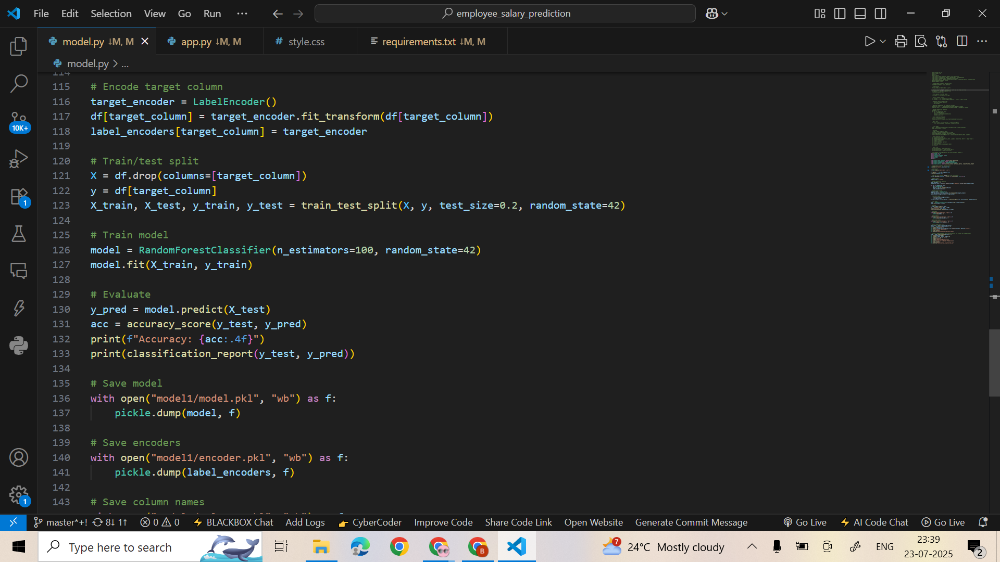 File Edit Selection View Go Run ··· employee_salary_prediction
model.py ↓M, M app.py ↓M, M # style.css requirements.txt ↓M, M
model.py > ...
114
115 # Encode target column
116 target_encoder = LabelEncoder()
117 df[target_column] = target_encoder.fit_transform(df[target_column])
118 label_encoders[target_column] = target_encoder
119
120 # Train/test split
121 X = df.drop(columns=[target_column])
122 y = df[target_column]
123 X_train, X_test, y_train, y_test = train_test_split(X, y, test_size=0.2, random_state=42)
124
125 # Train model
126 model = RandomForestClassifier(n_estimators=100, random_state=42)
127 model.fit(X_train, y_train)
128
129 # Evaluate
130 y_pred = model.predict(X_test)
131 acc = accuracy_score(y_test, y_pred)
132 print(f"Accuracy: {acc:.4f}")
133 print(classification_report(y_test, y_pred))
134
135 # Save model
136 with open("model1/model.pkl", "wb") as f:
137 pickle.dump(model, f)
138
139 # Save encoders
140 with open("model1/encoder.pkl", "wb") as f:
141 pickle.dump(label_encoders, f)
142
143 # Save column names
10K+
1
1
master*+! 8↓ 1↑ 0 0 BLACKBOX Chat Add Logs CyberCoder Improve Code Share Code Link Open Website Generate Commit Message Go Live AI Code Chat Go Live
Type here to search B 7 24°C Mostly cloudy ENG 23:39
23-07-2025 2